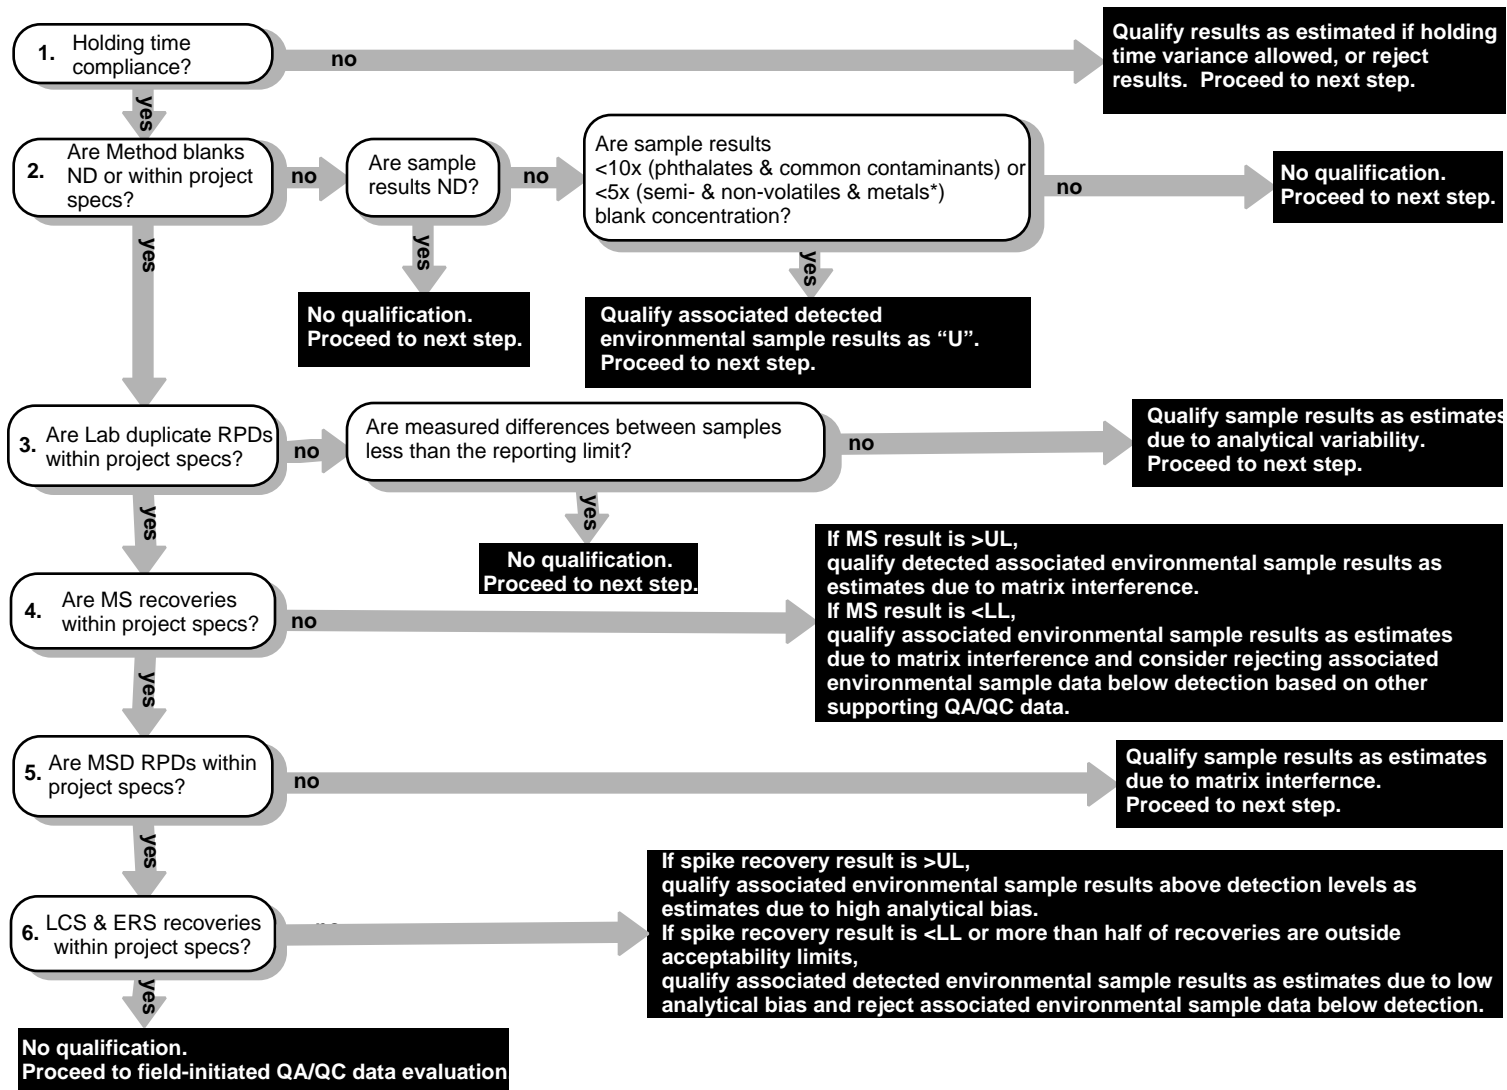 1. Holding time
compliance?
no
Qualify results as estimated if holding
time variance allowed, or reject
results. Proceed to next step.
yes
2. Are Method blanks
ND or within project
specs?
no
Are sample
results ND?
no
Are sample results
<10x (phthalates & common contaminants) or
<5x (semi- & non-volatiles & metals*)
blank concentration?
no
No qualification.
Proceed to next step.
yes
yes
yes
No qualification.
Proceed to next step.
Qualify associated detected
environmental sample results as “U”.
Proceed to next step.
3. Are Lab duplicate RPDs
within project specs?
no
Are measured differences between samples
less than the reporting limit?
no
Qualify sample results as estimates
due to analytical variability.
Proceed to next step.
yes
yes
No qualification.
Proceed to next step.
4. Are MS recoveries
within project specs?
no
If MS result is >UL,
qualify detected associated environmental sample results as
estimates due to matrix interference.
If MS result is <LL,
qualify associated environmental sample results as estimates
due to matrix interference and consider rejecting associated
environmental sample data below detection based on other
supporting QA/QC data.
yes
5. Are MSD RPDs within
project specs?
no
Qualify sample results as estimates
due to matrix interfernce.
Proceed to next step.
yes
6. LCS & ERS recoveries
within project specs?
If spike recovery result is >UL,
qualify associated environmental sample results above detection levels as
estimates due to high analytical bias.
If spike recovery result is <LL or more than half of recoveries are outside
acceptability limits,
qualify associated detected environmental sample results as estimates due to low
analytical bias and reject associated environmental sample data below detection.
yes
No qualification.
Proceed to field-initiated QA/QC data evaluation